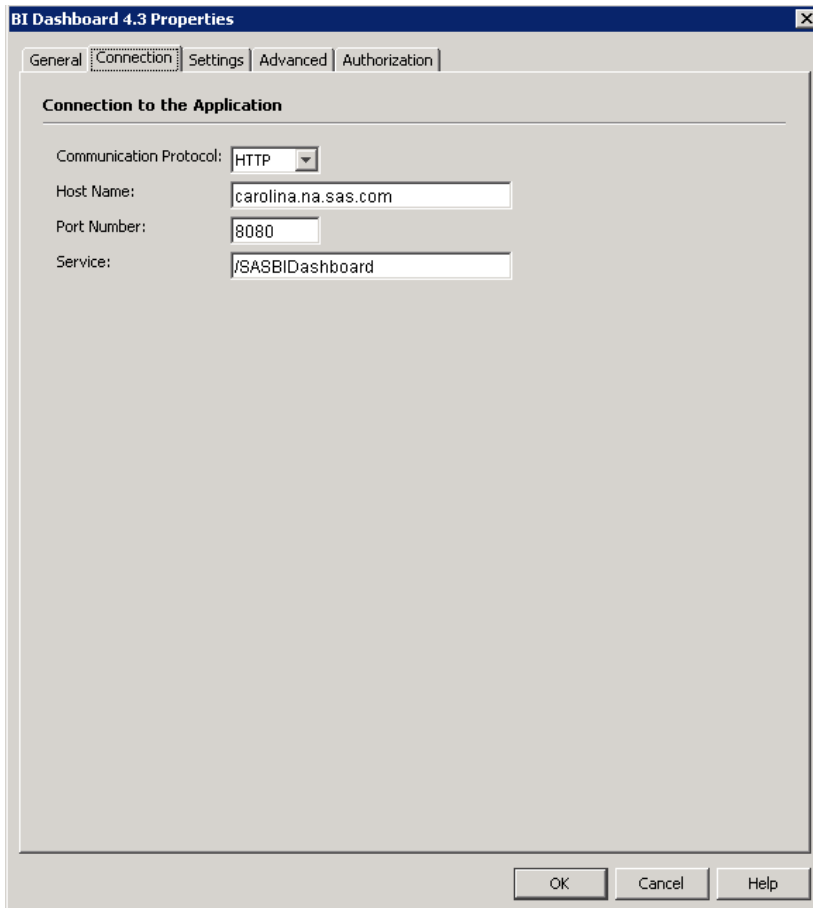 BI Dashboard 4.3 Properties
General Connection Settings Advanced Authorization
Connection to the Application
Communication Protocol: HTTP
Host Name: carolina.na.sas.com
Port Number: 8080
Service: /SASBIDashboard
OK Cancel Help